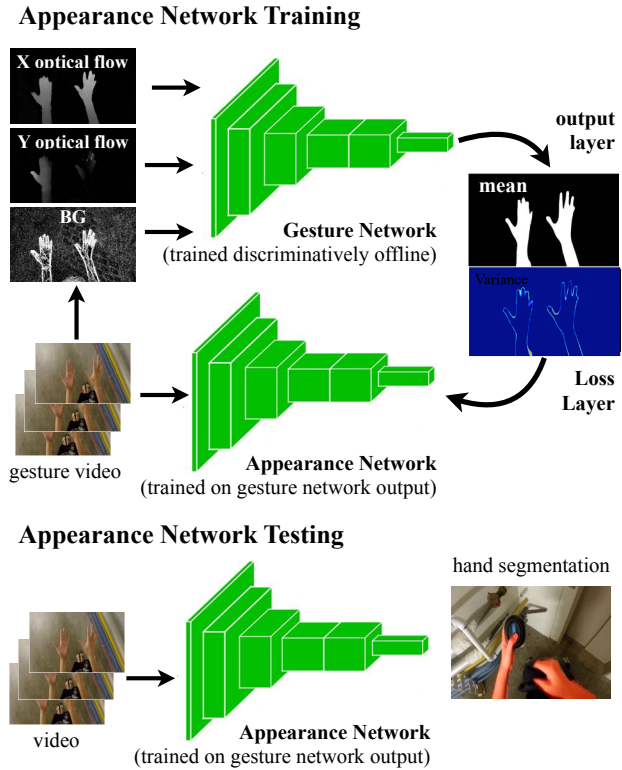 Appearance Network Training
X optical flow
Y optical flow
BG
output
layer
mean
Variance
Gesture Network
(trained discriminatively offline)
Loss
Layer
gesture video
Appearance Network
(trained on gesture network output)
Appearance Network Testing
hand segmentation
video
Appearance Network
(trained on gesture network output)